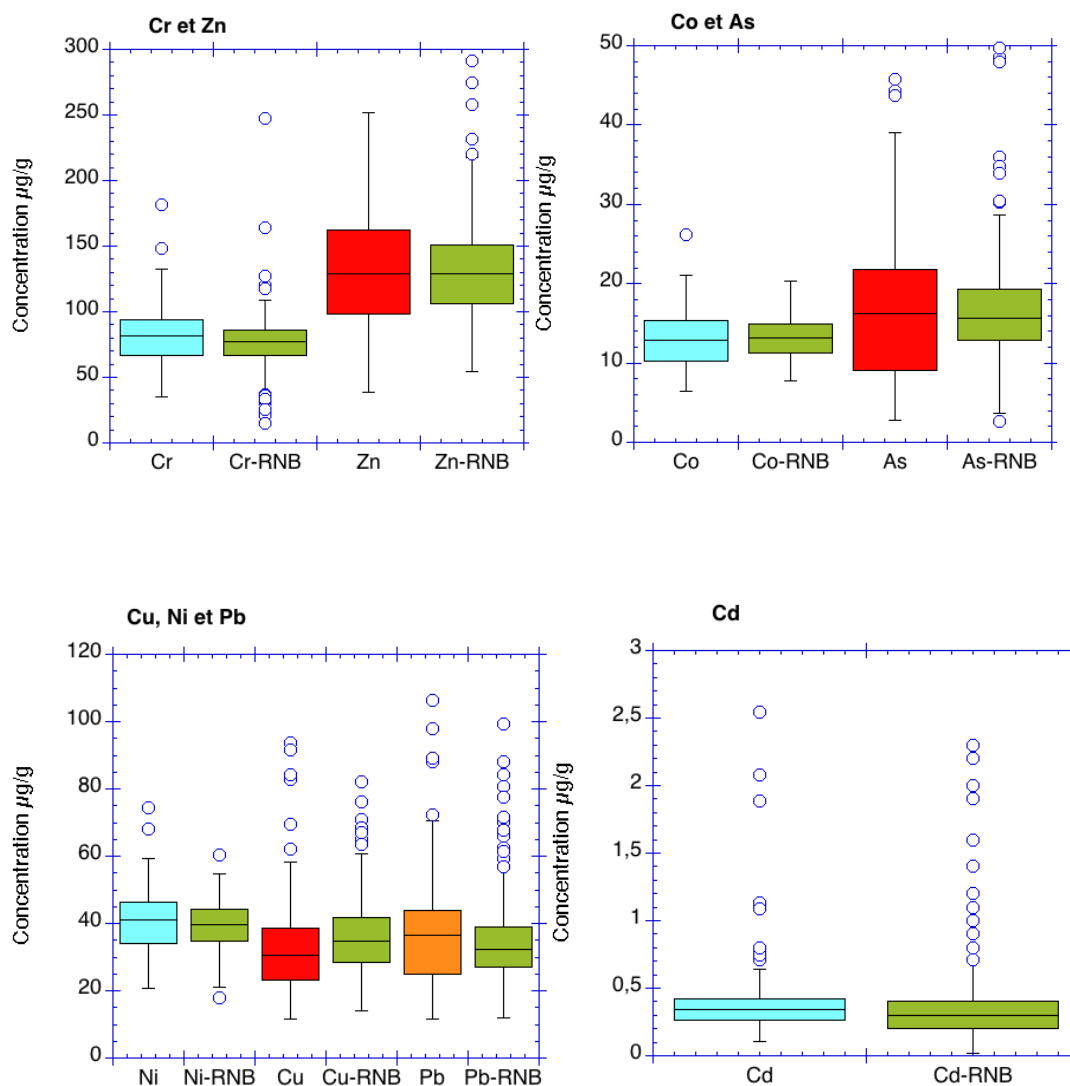 Cr et Zn
Concentration µg/g
300
250
200
150
100
50
0
Cr Cr-RNB Zn Zn-RNB
Co et As
Concentration µg/g
50
40
30
20
10
0
Co Co-RNB As As-RNB
Cu, Ni et Pb
Concentration µg/g
120
100
80
60
40
20
0
Ni Ni-RNB Cu Cu-RNB Pb Pb-RNB
Cd
Concentration µg/g
3
2,5
2
1,5
1
0,5
0
Cd Cd-RNB